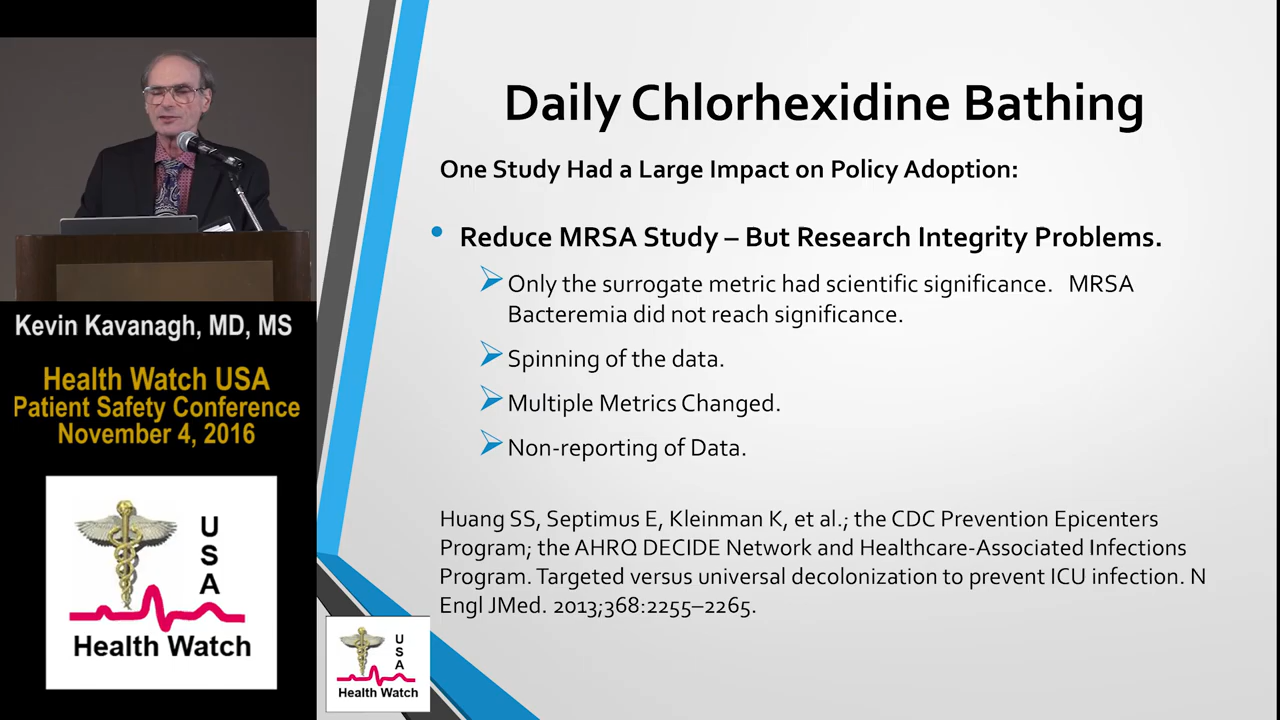 Daily Chlorhexidine Bathing
One Study Had a Large Impact on Policy Adoption:
• Reduce MRSA Study – But Research Integrity Problems.
Only the surrogate metric had scientific significance. MRSA
Bacteremia did not reach significance.
Spinning of the data.
Multiple Metrics Changed.
Non-reporting of Data.
Huang SS, Septimus E, Kleinman K, et al.; the CDC Prevention Epicenters
Program; the AHRQ DECIDE Network and Healthcare-Associated Infections
Program. Targeted versus universal decolonization to prevent ICU infection. N
Engl JMed. 2013;368:2255–2265.
Kevin Kavanagh, MD, MS
Health Watch USA
Patient Safety Conference
November 4, 2016
USA
Health Watch
USA
Health Watch